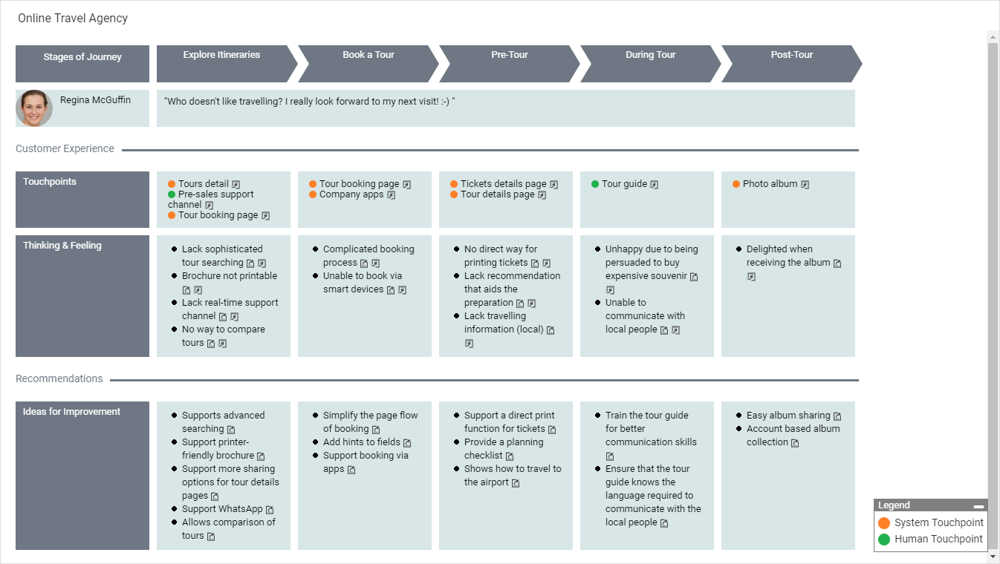 Online Travel Agency
Stages of Journey
Explore Itineraries
Book a Tour
Pre-Tour
During Tour
Post-Tour
Regina McGuffin
"Who doesn't like travelling? I really look forward to my next visit! :-) "
Customer Experience
Touchpoints
Tours detail
Pre-sales support
channel
Tour booking page
Tour booking page
Company apps
Tickets details page
Tour details page
Tour guide
Photo album
Thinking & Feeling
Lack sophisticated
tour searching
Brochure not printable
Lack real-time support
channel
No way to compare
tours
Complicated booking
process
Unable to book via
smart devices
No direct way for
printing tickets
Lack recommendation
that aids the
preparation
Lack travelling
information (local)
Unhappy due to being
persuaded to buy
expensive souvenir
Unable to
communicate with
local people
Delighted when
receiving the album
Recommendations
Ideas for Improvement
Supports advanced
searching
Support printer-
friendly brochure
Support more sharing
options for tour details
pages
Support WhatsApp
Allows comparison of
tours
Simplify the page flow
of booking
Add hints to fields
Support booking via
apps
Support a direct print
function for tickets
Provide a planning
checklist
Shows how to travel to
the airport
Train the tour guide
for better
communication skills
Ensure that the tour
guide knows the
language required to
communicate with the
local people
Easy album sharing
Account based album
collection
Legend
System Touchpoint
Human Touchpoint